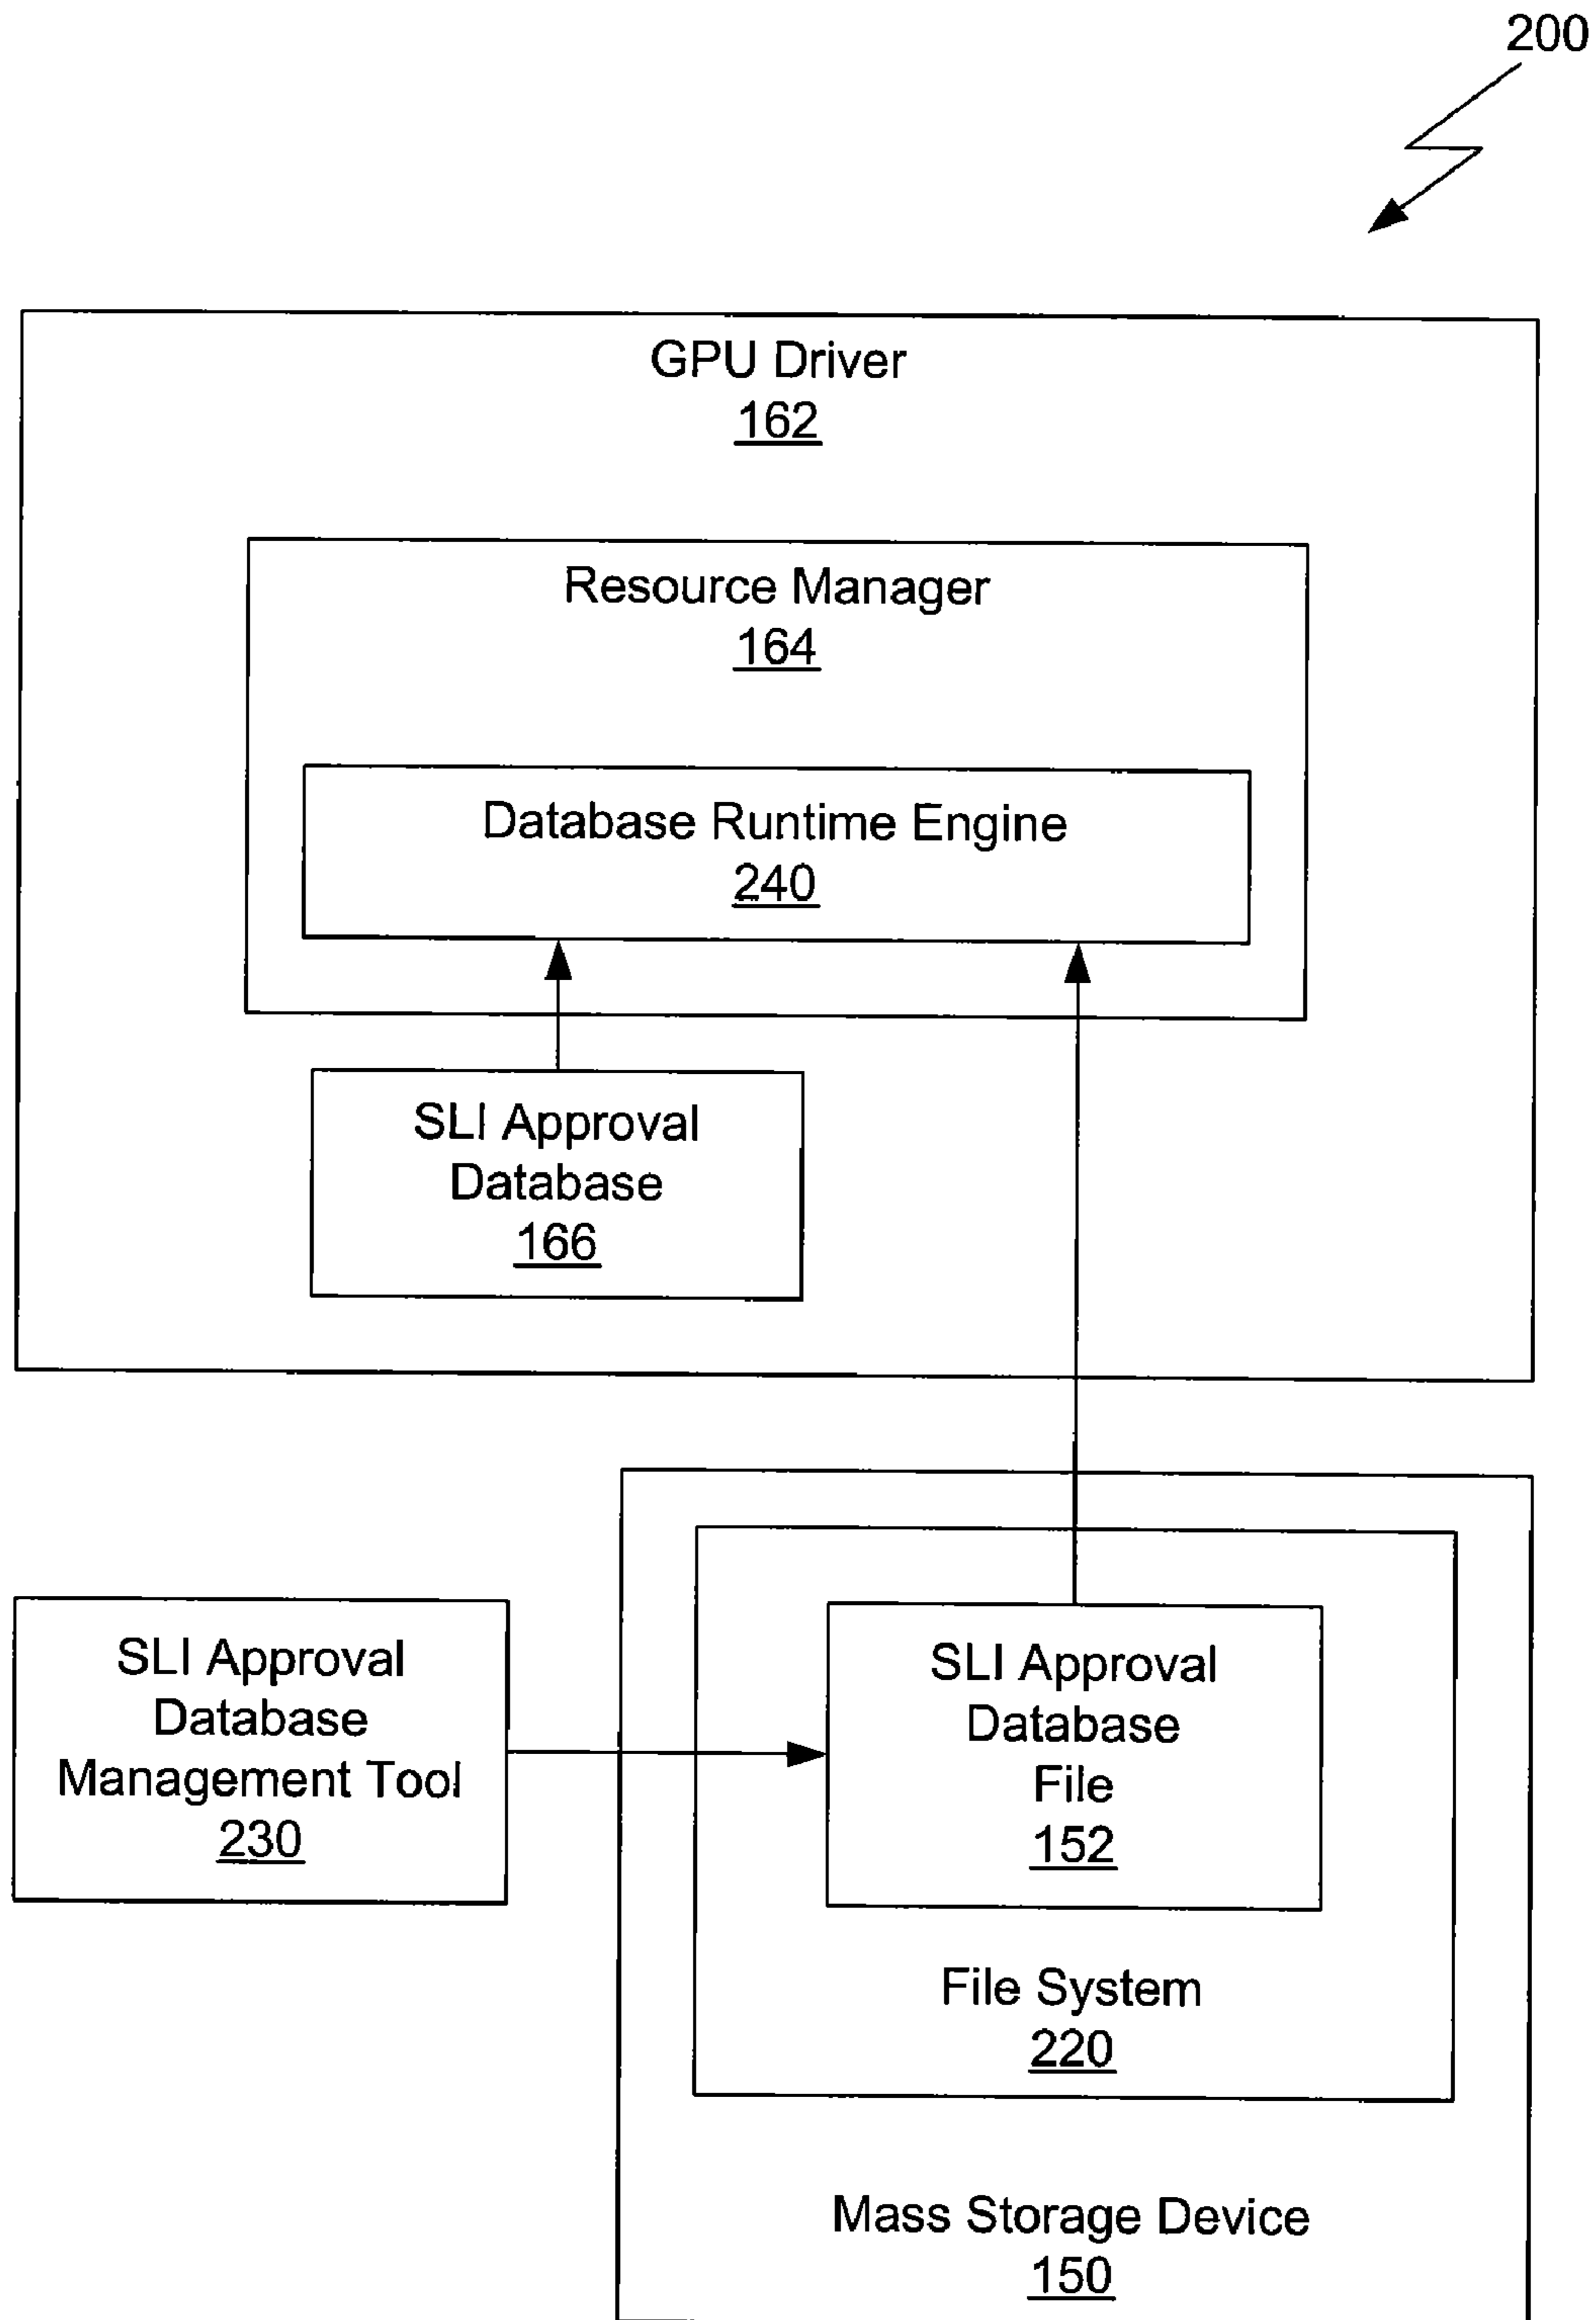 200
GPU Driver
162
Resource Manager
164
Database Runtime Engine
240
SLI Approval
Database
166
SLI Approval
Database
Management Tool
230
SLI Approval
Database
File
152
File System
220
Mass Storage Device
150